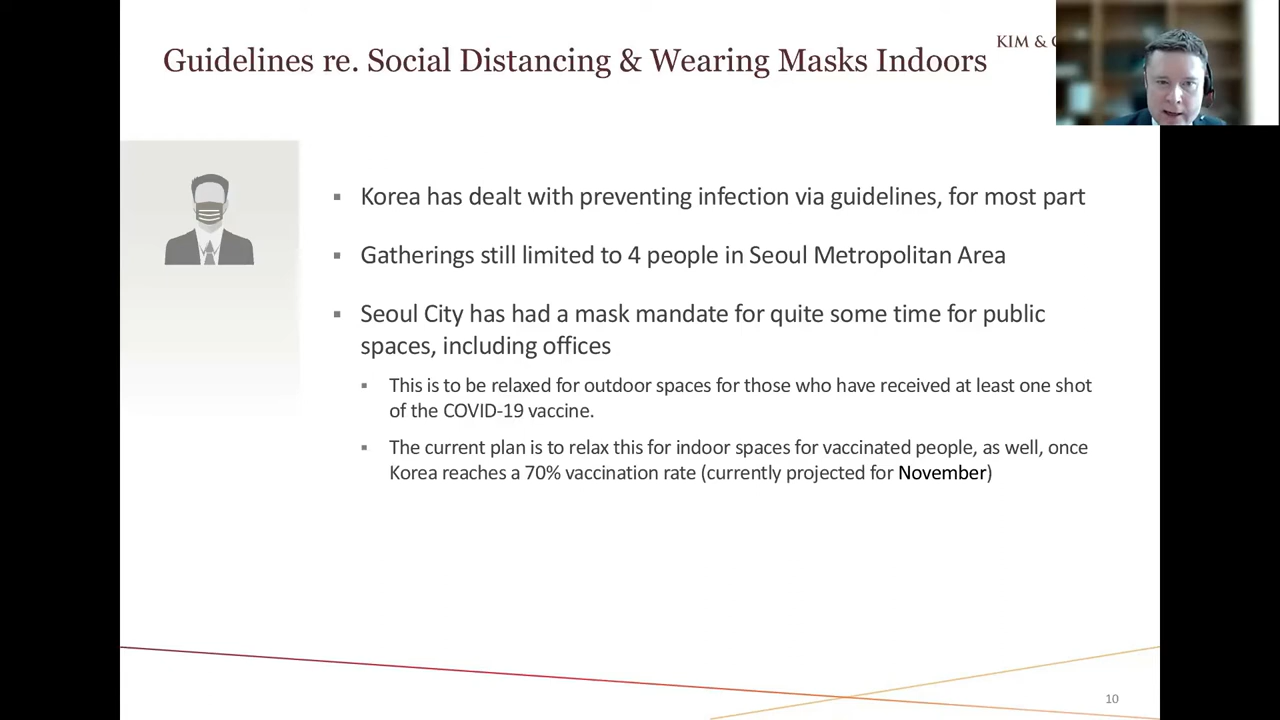 Guidelines re. Social Distancing & Wearing Masks Indoors
KIM &
▪ Korea has dealt with preventing infection via guidelines, for most part
▪ Gatherings still limited to 4 people in Seoul Metropolitan Area
▪ Seoul City has had a mask mandate for quite some time for public
spaces, including offices
▪ This is to be relaxed for outdoor spaces for those who have received at least one shot
of the COVID-19 vaccine.
▪ The current plan is to relax this for indoor spaces for vaccinated people, as well, once
Korea reaches a 70% vaccination rate (currently projected for November)
10